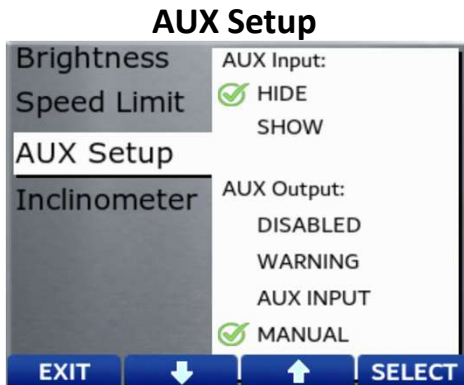 AUX Setup
Brightness
Speed Limit
AUX Setup
Inclinometer
AUX Input:
HIDE
SHOW
AUX Output:
DISABLED
WARNING
AUX INPUT
MANUAL
EXIT
SELECT